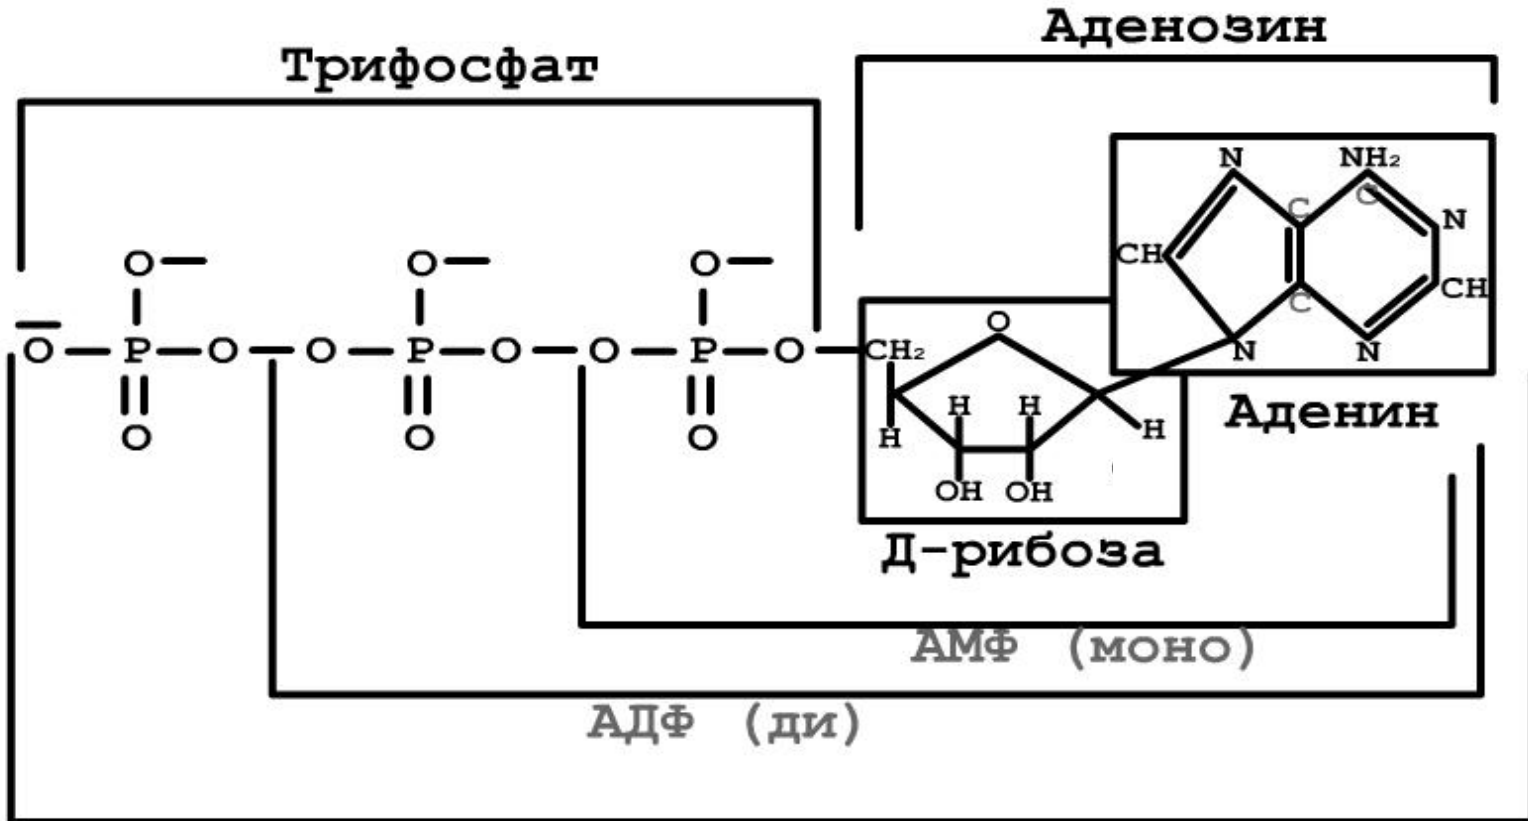 Аденозин
Трифосфат
N NH₂
C C
N
CH
CH
C
N N
O— O— O—
O—P—O—O—P—O—O—P—O—CH₂
O
O O O
H H H
H
OH OH
Аденин
Д-рибоза
АМФ (моно)
АДФ (ди)